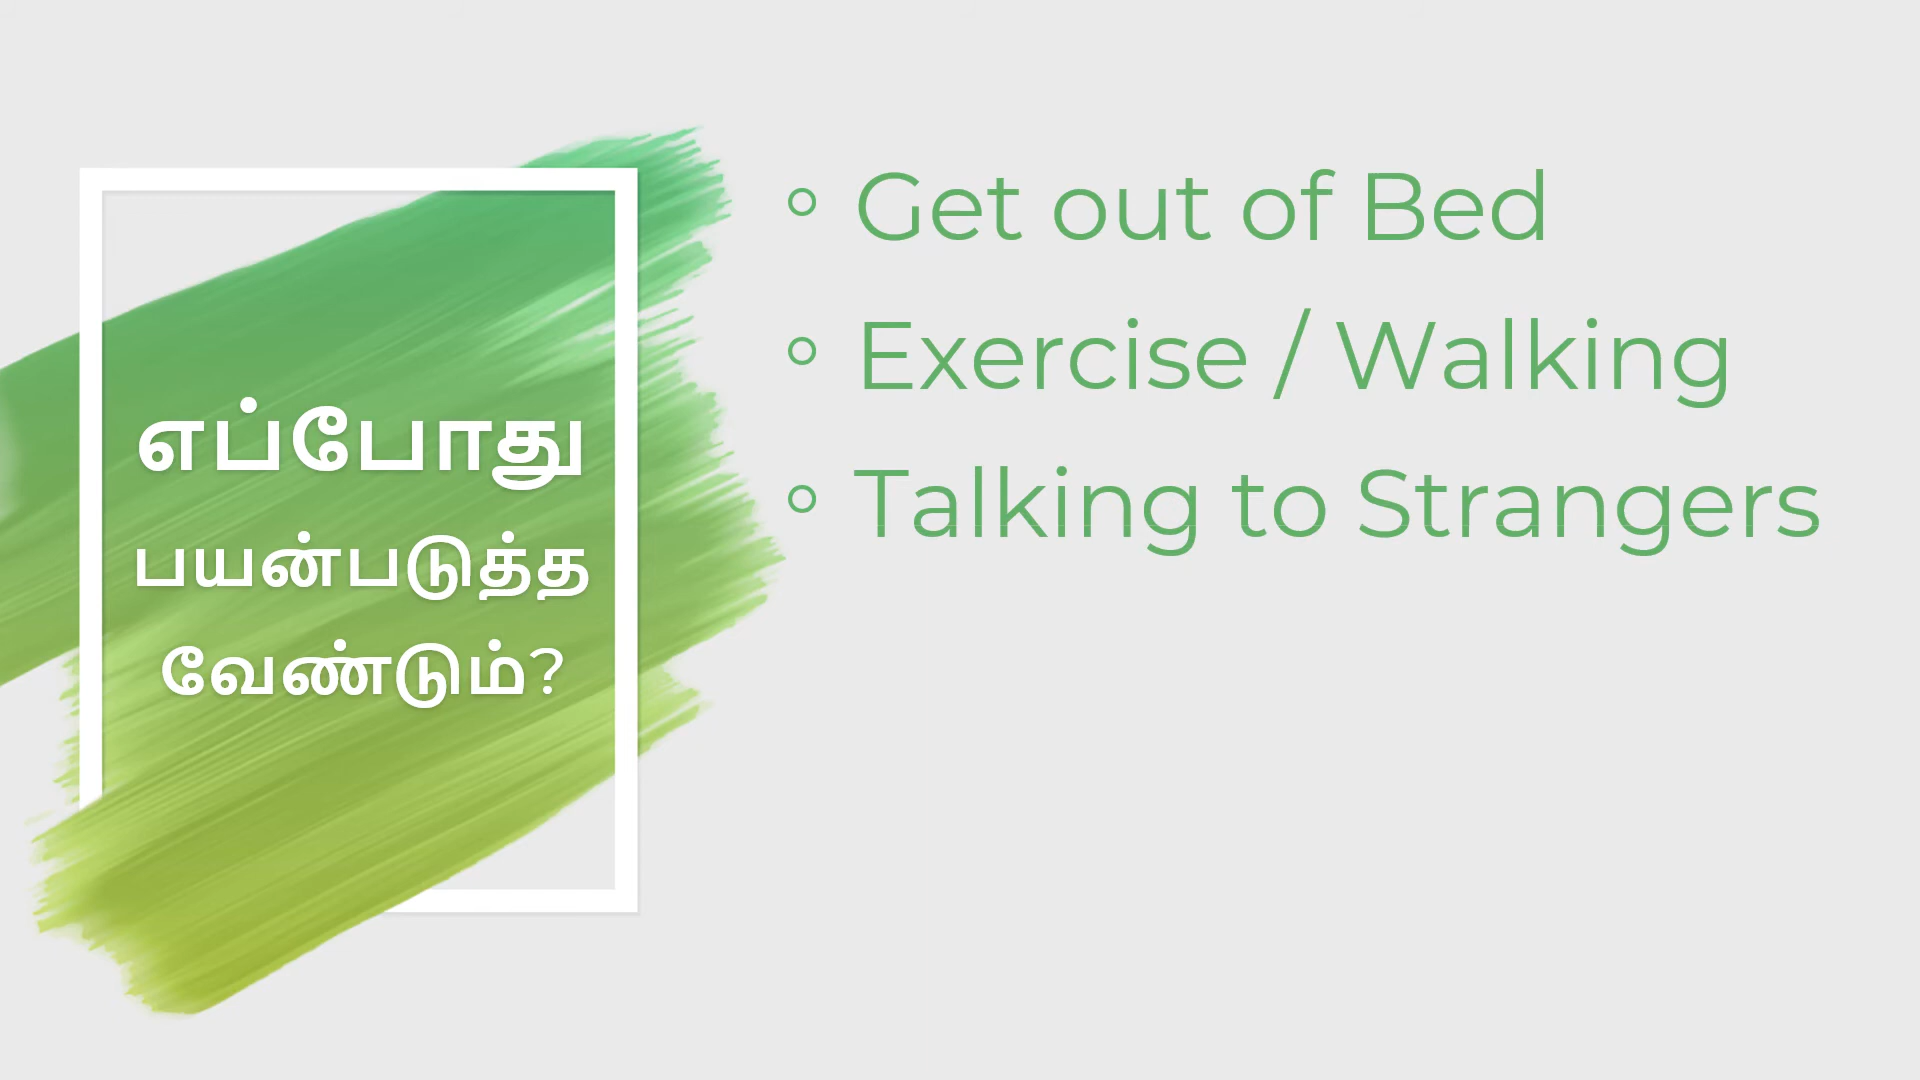 எப்போது
பயன்படுத்த
வேண்டும்?
Get out of Bed
Exercise / Walking
Talking to Strangers